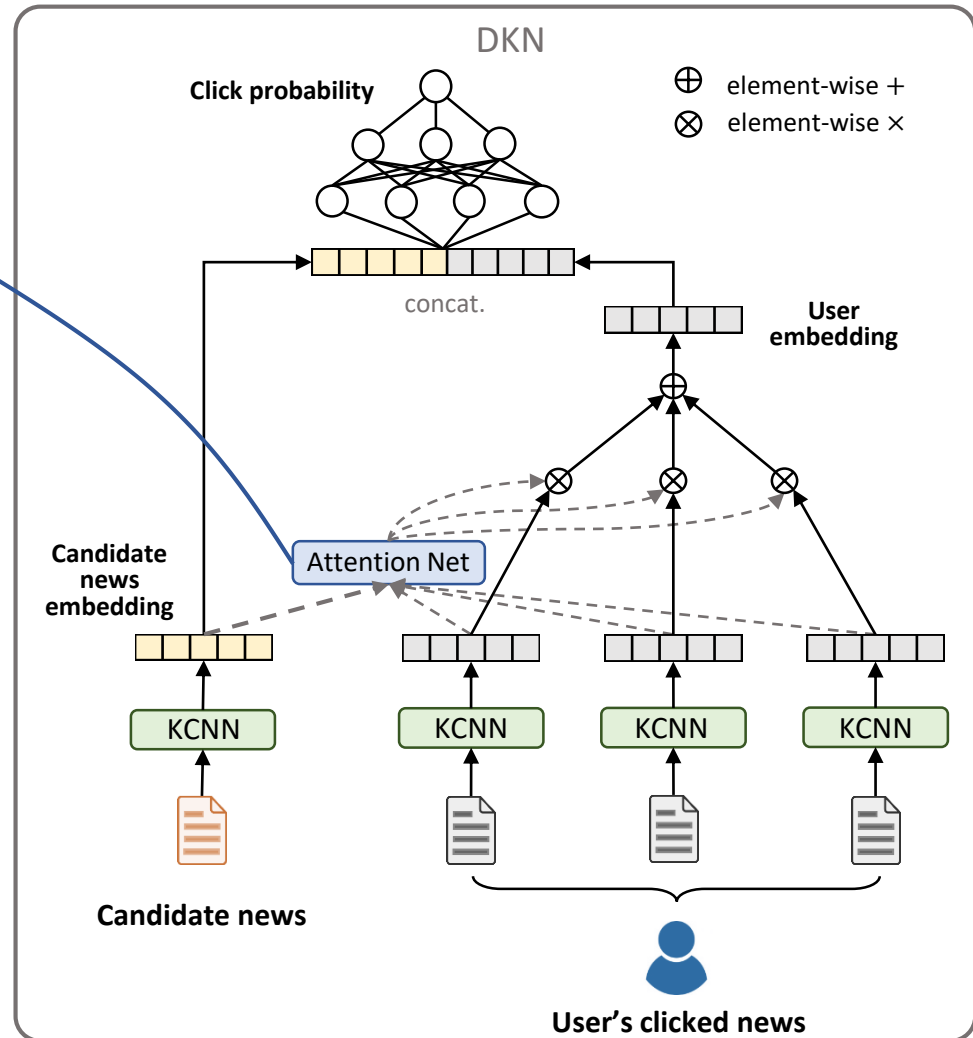 DKN
Click probability
element-wise +
element-wise ×
concat.
User
embedding
Attention Net
Candidate
news
embedding
KCNN
KCNN
KCNN
KCNN
Candidate news
User’s clicked news